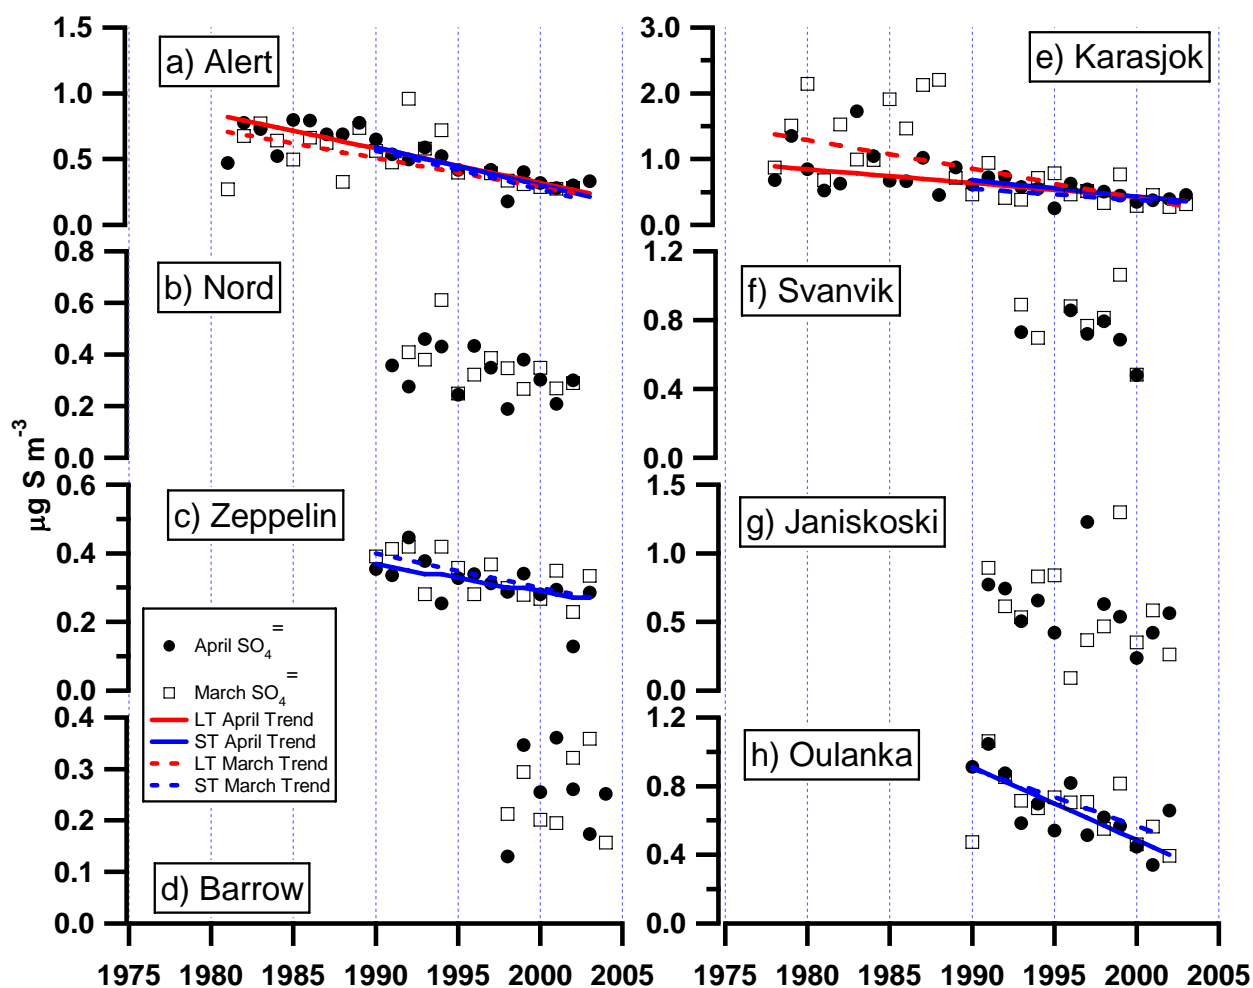 1.5
1.0
0.5
0.0
a) Alert
3.0
2.0
1.0
0.0
e) Karasjok
0.8
0.6
0.4
0.2
0.0
b) Nord
1.2
0.8
0.4
0.0
f) Svanvik
µg S m⁻³
0.6
0.4
0.2
0.0
c) Zeppelin
April SO₄⁼
March SO₄⁼
LT April Trend
ST April Trend
LT March Trend
ST March Trend
1.5
1.0
0.5
0.0
g) Janiskoski
0.4
0.3
0.2
0.1
0.0
d) Barrow
1.2
0.8
0.4
0.0
h) Oulanka
1975 1980 1985 1990 1995 2000 2005
1975 1980 1985 1990 1995 2000 2005